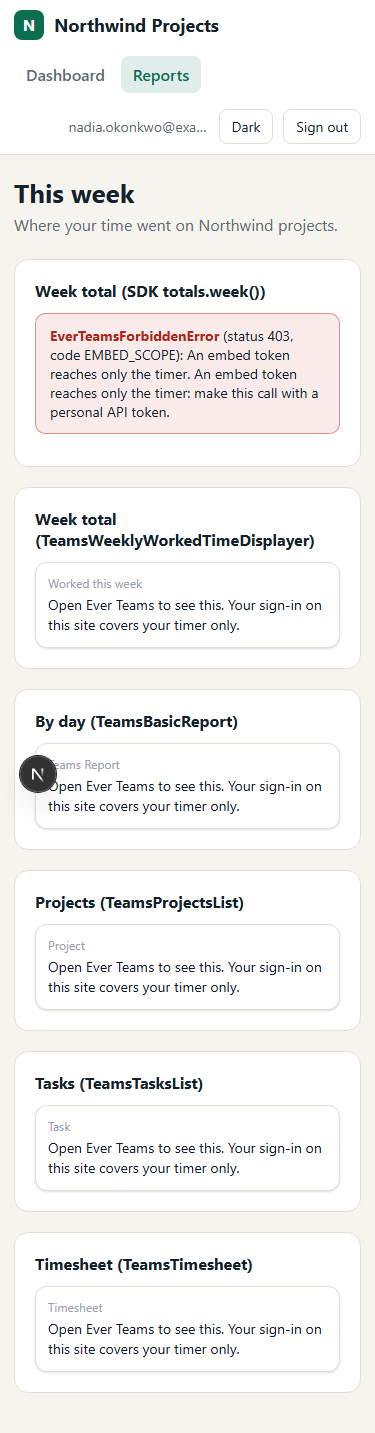 N
Northwind Projects
Dashboard
Reports
nadia.okonkwo@exa...
Dark
Sign out
This week
Where your time went on Northwind projects.
Week total (SDK totals.week())
EverTeamsForbiddenError (status 403,
code EMBED_SCOPE): An embed token
reaches only the timer. An embed token
reaches only the timer: make this call with a
personal API token.
Week total
(TeamsWeeklyWorkedTimeDisplayer)
Worked this week
Open Ever Teams to see this. Your sign-in on
this site covers your timer only.
By day (TeamsBasicReport)
N
eams Report
Open Ever Teams to see this. Your sign-in on
this site covers your timer only.
Projects (TeamsProjectsList)
Project
Open Ever Teams to see this. Your sign-in on
this site covers your timer only.
Tasks (TeamsTasksList)
Task
Open Ever Teams to see this. Your sign-in on
this site covers your timer only.
Timesheet (TeamsTimesheet)
Timesheet
Open Ever Teams to see this. Your sign-in on
this site covers your timer only.